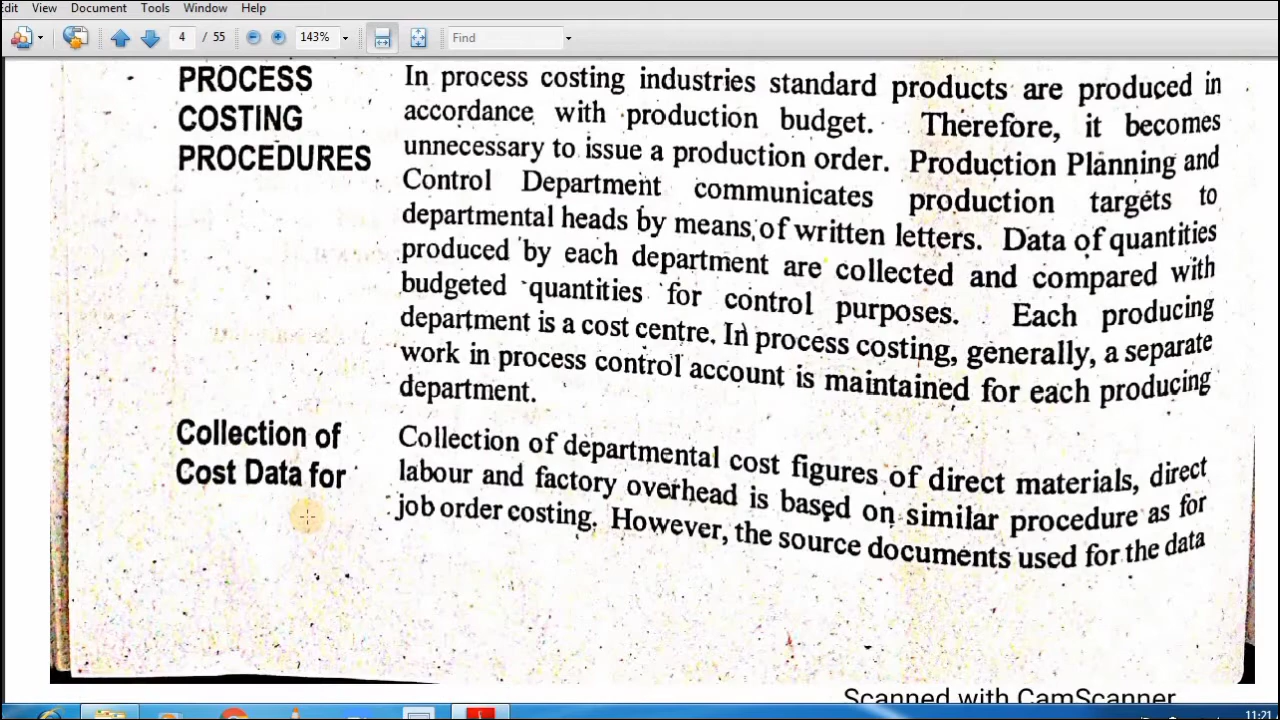 dit View Document Tools Window Help
4 / 55 143% Find
PROCESS
COSTING
PROCEDURES
In process costing industries standard products are produced in
accordance with production budget. Therefore, it becomes
unnecessary to issue a production order. Production Planning and
Control Department communicates production targets to
departmental heads by means of written letters. Data of quantities
produced by each department are collected and compared with
budgeted quantities for control purposes. Each producing
department is a cost centre. In process costing, generally, a separate
work in process control account is maintained for each producing
department.
Collection of
Cost Data for
Collection of departmental cost figures of direct materials, direct
labour and factory overhead is based on similar procedure as for
job order costing. However, the source documents used for the data
Scanned with CamScanner
11:21